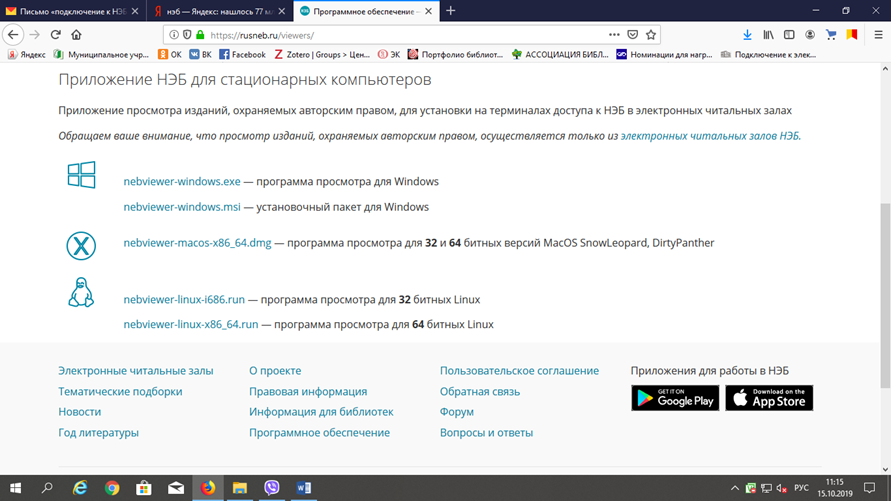 Письмо «подключение к НЭБ
нэб — Яндекс: нашлось 77 м
Программное обеспечение —
https://rusneb.ru/viewers/
Яндекс
Муниципальное учр...
ОК
ВК
Facebook
Zotero | Groups > Цен...
ЭК
Портфолио библиот...
АССОЦИАЦИЯ БИБЛ...
Номинации для нагр...
Подключение к элек...
Приложение НЭБ для стационарных компьютеров
Приложение просмотра изданий, охраняемых авторским правом, для установки на терминалах доступа к НЭБ в электронных читальных залах
Обращаем ваше внимание, что просмотр изданий, охраняемых авторским правом, осуществляется только из электронных читальных залов НЭБ.
nebviewer-windows.exe — программа просмотра для Windows
nebviewer-windows.msi — установочный пакет для Windows
nebviewer-macos-x86_64.dmg — программа просмотра для 32 и 64 битных версий MacOS SnowLeopard, DirtyPanther
nebviewer-linux-i686.run — программа просмотра для 32 битных Linux
nebviewer-linux-x86_64.run — программа просмотра для 64 битных Linux
Электронные читальные залы
Тематические подборки
Новости
Год литературы
О проекте
Правовая информация
Информация для библиотек
Программное обеспечение
Пользовательское соглашение
Обратная связь
Форум
Вопросы и ответы
Приложения для работы в НЭБ
GET IT ON
Google Play
Download on the
App Store
РУС
11:15
15.10.2019